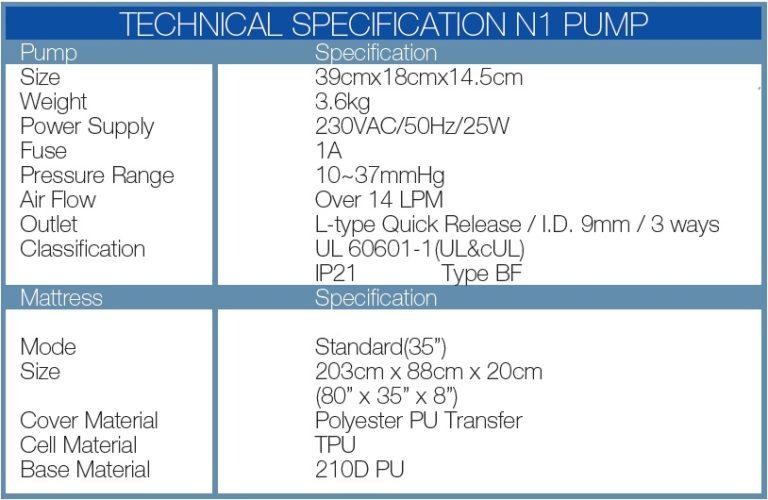 TECHNICAL SPECIFICATION N1 PUMP
Pump Specification
Size 39cmx18cmx14.5cm
Weight 3.6kg
Power Supply 230VAC/50Hz/25W
Fuse 1A
Pressure Range 10~37mmHg
Air Flow Over 14 LPM
Outlet L-type Quick Release / I.D. 9mm / 3 ways
Classification UL 60601-1(UL&cUL)
IP21 Type BF
Mattress Specification
Mode Standard(35”)
Size 203cm x 88cm x 20cm
(80” x 35” x 8”)
Cover Material Polyester PU Transfer
Cell Material TPU
Base Material 210D PU